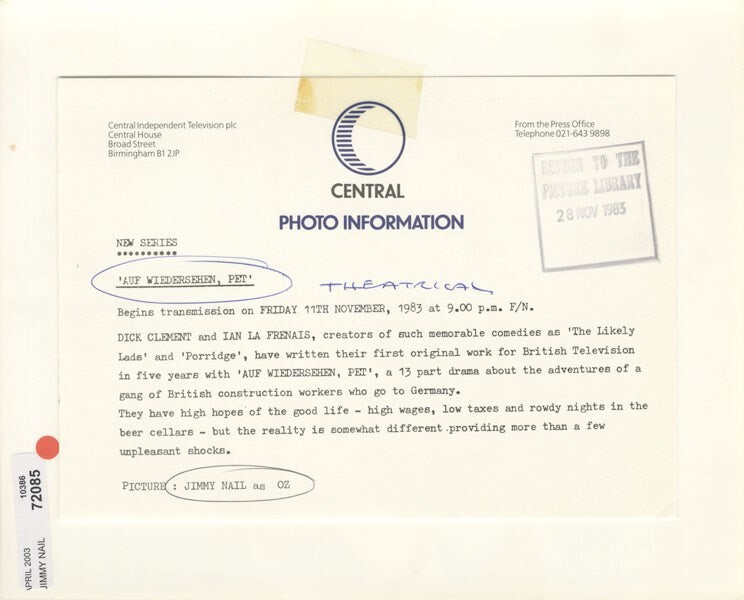 Central Independent Television plc
Central House
Broad Street
Birmingham B1 2JP
From the Press Office
Telephone 021-643 9898
CENTRAL
PHOTO INFORMATION
RETURN TO THE
PICTURE LIBRARY
28 NOV 1983
NEW SERIES
**********
'AUF WIEDERSEHEN, PET'
THEATRICAL
Begins transmission on FRIDAY 11TH NOVEMBER, 1983 at 9.00 p.m. F/N.
DICK CLEMENT and IAN LA FRENAIS, creators of such memorable comedies as 'The Likely
Lads' and 'Porridge', have written their first original work for British Television
in five years with 'AUF WIEDERSEHEN, PET', a 13 part drama about the adventures of a
gang of British construction workers who go to Germany.
They have high hopes of the good life - high wages, low taxes and rowdy nights in the
beer cellars - but the reality is somewhat different.providing more than a few
unpleasant shocks.
PICTURE : JIMMY NAIL as OZ
10386
72085
APRIL 2003
JIMMY NAIL